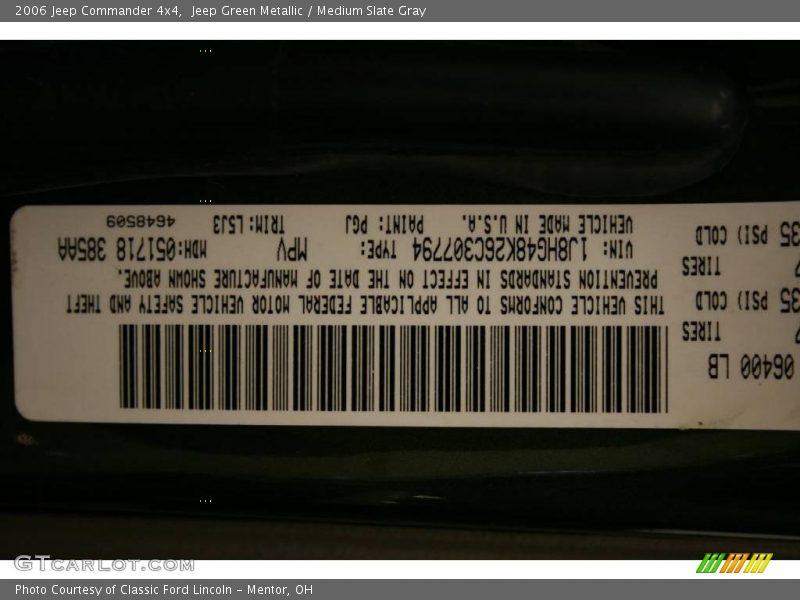 2006 Jeep Commander 4x4, Jeep Green Metallic / Medium Slate Gray
06400 LB
TIRES
35 PSI) COLD
TIRES
35 PSI) COLD
THIS VEHICLE CONFORMS TO ALL APPLICABLE FEDERAL MOTOR VEHICLE SAFETY AND THEFT
PREVENTION STANDARDS IN EFFECT ON THE DATE OF MANUFACTURE SHOWN ABOVE.
VIN: 1J8HG48K26C307794 TYPE: MPV MDH:051718 385AA
VEHICLE MADE IN U.S.A. PAINT: PGJ TRIM: L5J3 4648509
GTCARLOT.COM
Photo Courtesy of Classic Ford Lincoln - Mentor, OH